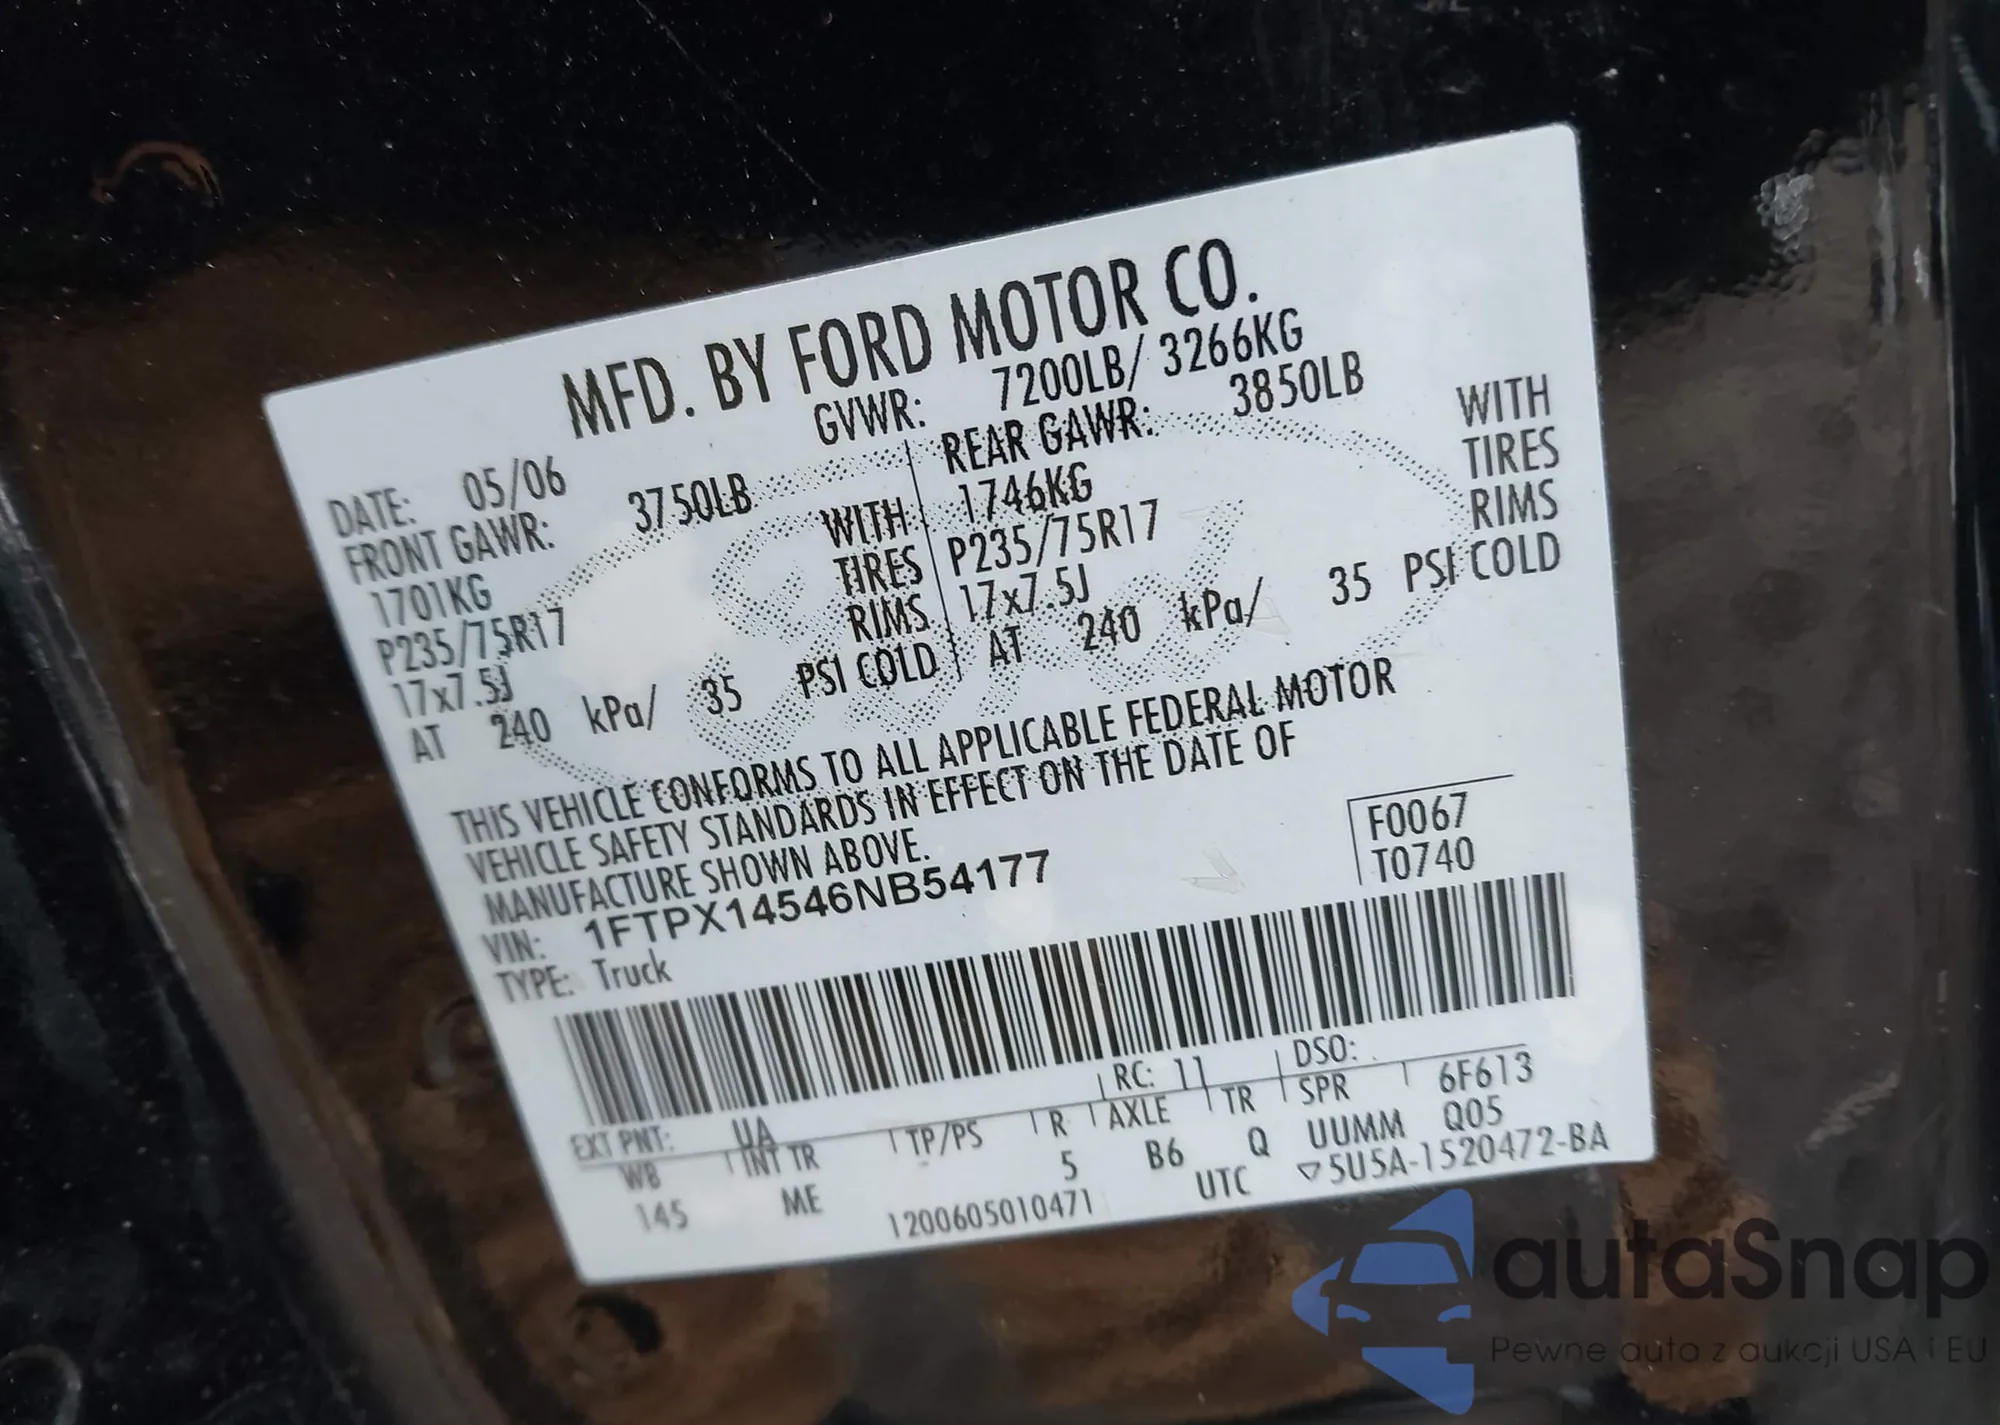 MFD. BY FORD MOTOR CO.
DATE: 05/06 GVWR: 7200LB/ 3266KG
FRONT GAWR: 3750LB REAR GAWR: 3850LB
1701KG WITH 1746KG WITH
P235/75R17 TIRES P235/75R17 TIRES
17x7.5J RIMS 17x7.5J RIMS
AT 240 kPa/ 35 PSI COLD AT 240 kPa/ 35 PSI COLD
THIS VEHICLE CONFORMS TO ALL APPLICABLE FEDERAL MOTOR
VEHICLE SAFETY STANDARDS IN EFFECT ON THE DATE OF
MANUFACTURE SHOWN ABOVE.
VIN: 1FTPX14546NB54177
TYPE: Truck
F0067
T0740
EXT PNT: UA RC: 11 DSO:
WB INT TR TP/PS R AXLE TR SPR 6F613
145 ME 5 B6 Q UUMM Q05
1200605010471 UTC ▽5U5A-1520472-BA
autaSnap
Pewne auta z aukcji USA i EU